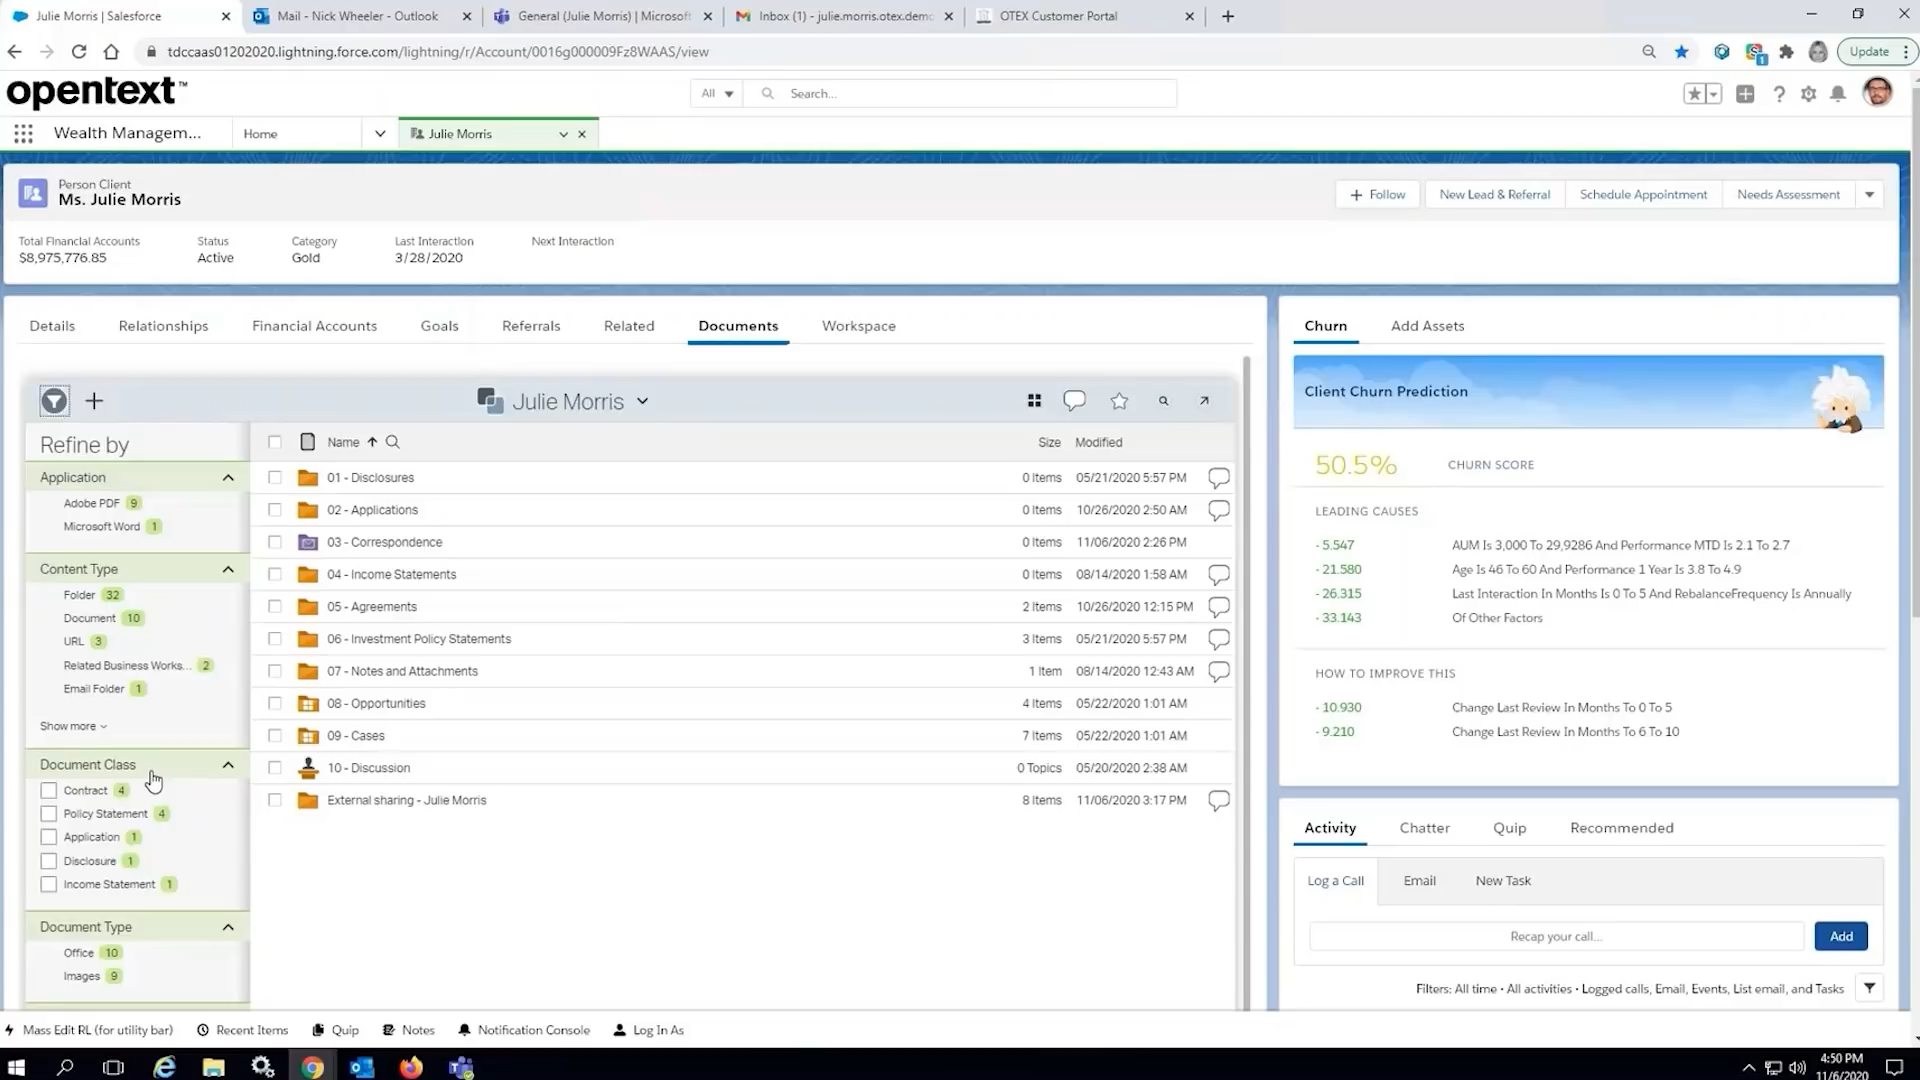 Julie Morris | Salesforce
Mail - Nick Wheeler - Outlook
General (Julie Morris) | Microsoft
Inbox (1) - julie.morris.otex.demo
OTEX Customer Portal
tdccaas01202020.lightning.force.com/lightning/r/Account/0016g000009Fz8WAAS/view
Update
opentext™
All
Search...
Wealth Managem...
Home
Julie Morris
Person Client
Ms. Julie Morris
Follow
New Lead & Referral
Schedule Appointment
Needs Assessment
Total Financial Accounts
Status
Category
Last Interaction
Next Interaction
$8,975,776.85
Active
Gold
3/28/2020
Details
Relationships
Financial Accounts
Goals
Referrals
Related
Documents
Workspace
Julie Morris
Refine by
Application
Adobe PDF 9
Microsoft Word 1
Content Type
Folder 32
Document 10
URL 3
Related Business Works... 2
Email Folder 1
Show more
Document Class
Contract 4
Policy Statement 4
Application 1
Disclosure 1
Income Statement 1
Document Type
Office 10
Images 9
Name Size Modified
01 - Disclosures 0 Items 05/21/2020 5:57 PM
02 - Applications 0 Items 10/26/2020 2:50 AM
03 - Correspondence 0 Items 11/06/2020 2:26 PM
04 - Income Statements 0 Items 08/14/2020 1:58 AM
05 - Agreements 2 Items 10/26/2020 12:15 PM
06 - Investment Policy Statements 3 Items 05/21/2020 5:57 PM
07 - Notes and Attachments 1 Item 08/14/2020 12:43 AM
08 - Opportunities 4 Items 05/22/2020 1:01 AM
09 - Cases 7 Items 05/22/2020 1:01 AM
10 - Discussion 0 Topics 05/20/2020 2:38 AM
External sharing - Julie Morris 8 Items 11/06/2020 3:17 PM
Churn
Add Assets
Client Churn Prediction
50.5% CHURN SCORE
LEADING CAUSES
- 5.547 AUM Is 3,000 To 29,9286 And Performance MTD Is 2.1 To 2.7
- 21.580 Age Is 46 To 60 And Performance 1 Year Is 3.8 To 4.9
- 26.315 Last Interaction In Months Is 0 To 5 And RebalanceFrequency Is Annually
- 33.143 Of Other Factors
HOW TO IMPROVE THIS
- 10.930 Change Last Review In Months To 0 To 5
- 9.210 Change Last Review In Months To 6 To 10
Activity
Chatter
Quip
Recommended
Log a Call
Email
New Task
Recap your call...
Add
Filters: All time • All activities • Logged calls, Email, Events, List email, and Tasks
Mass Edit RL (for utility bar)
Recent Items
Quip
Notes
Notification Console
Log In As
4:50 PM
11/6/2020